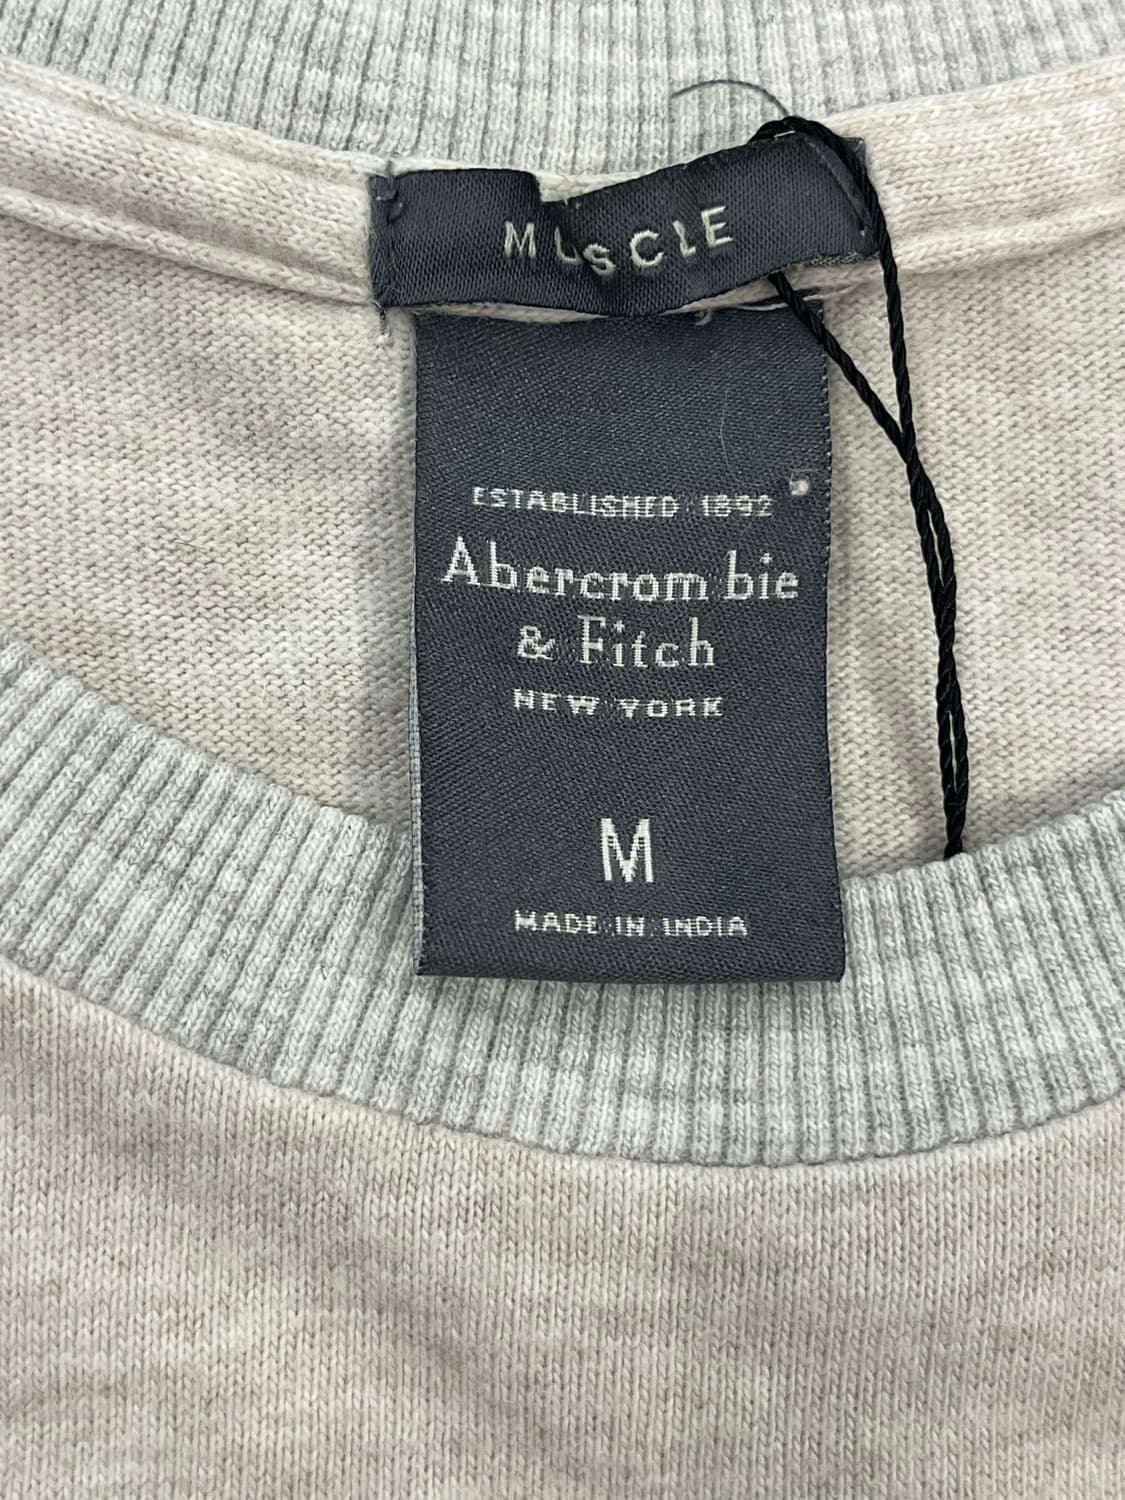 MUSCLE
ESTABLISHED 1892
Abercrombie
& Fitch
NEW YORK
M
MADE IN INDIA